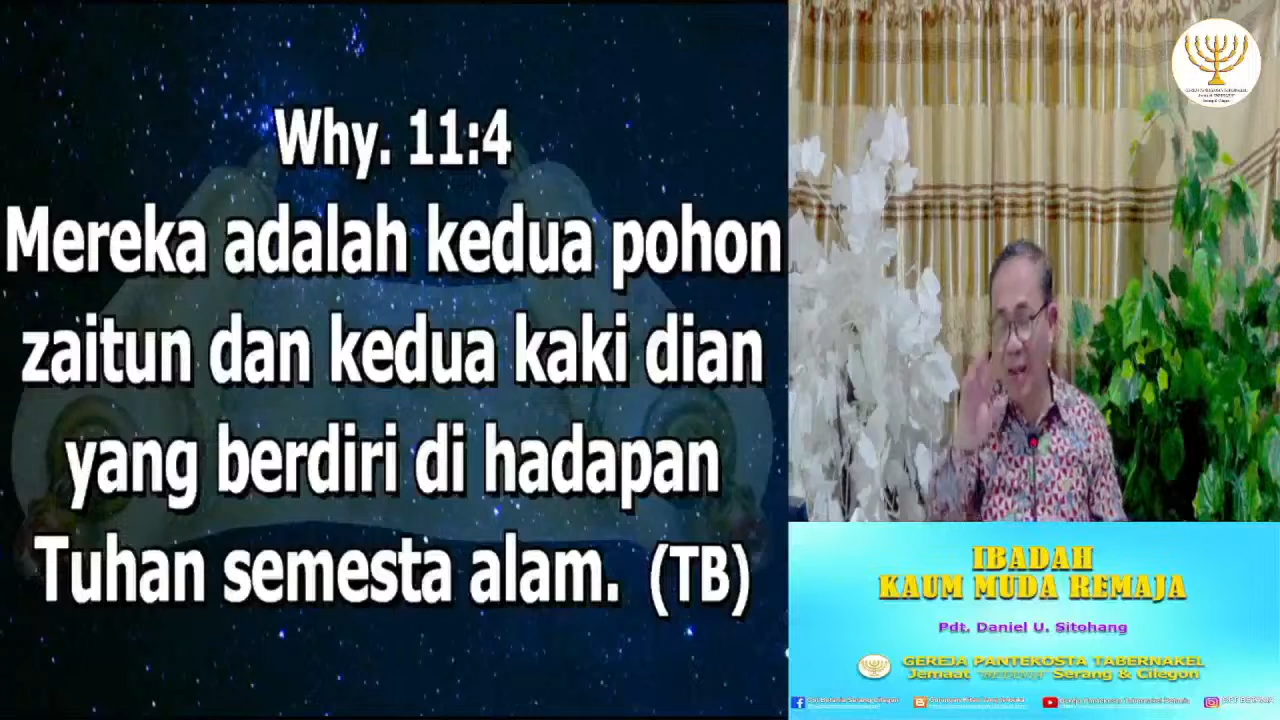 Why. 11:4
Mereka adalah kedua pohon
zaitun dan kedua kaki dian
yang berdiri di hadapan
Tuhan semesta alam. (TB)
IBADAH
KAUM MUDA REMAJA
Pdt. Daniel U. Sitohang
GEREJA PANTEKOSTA TABERNAKEL
Jemaat "BETHANIA" Serang & Cilegon